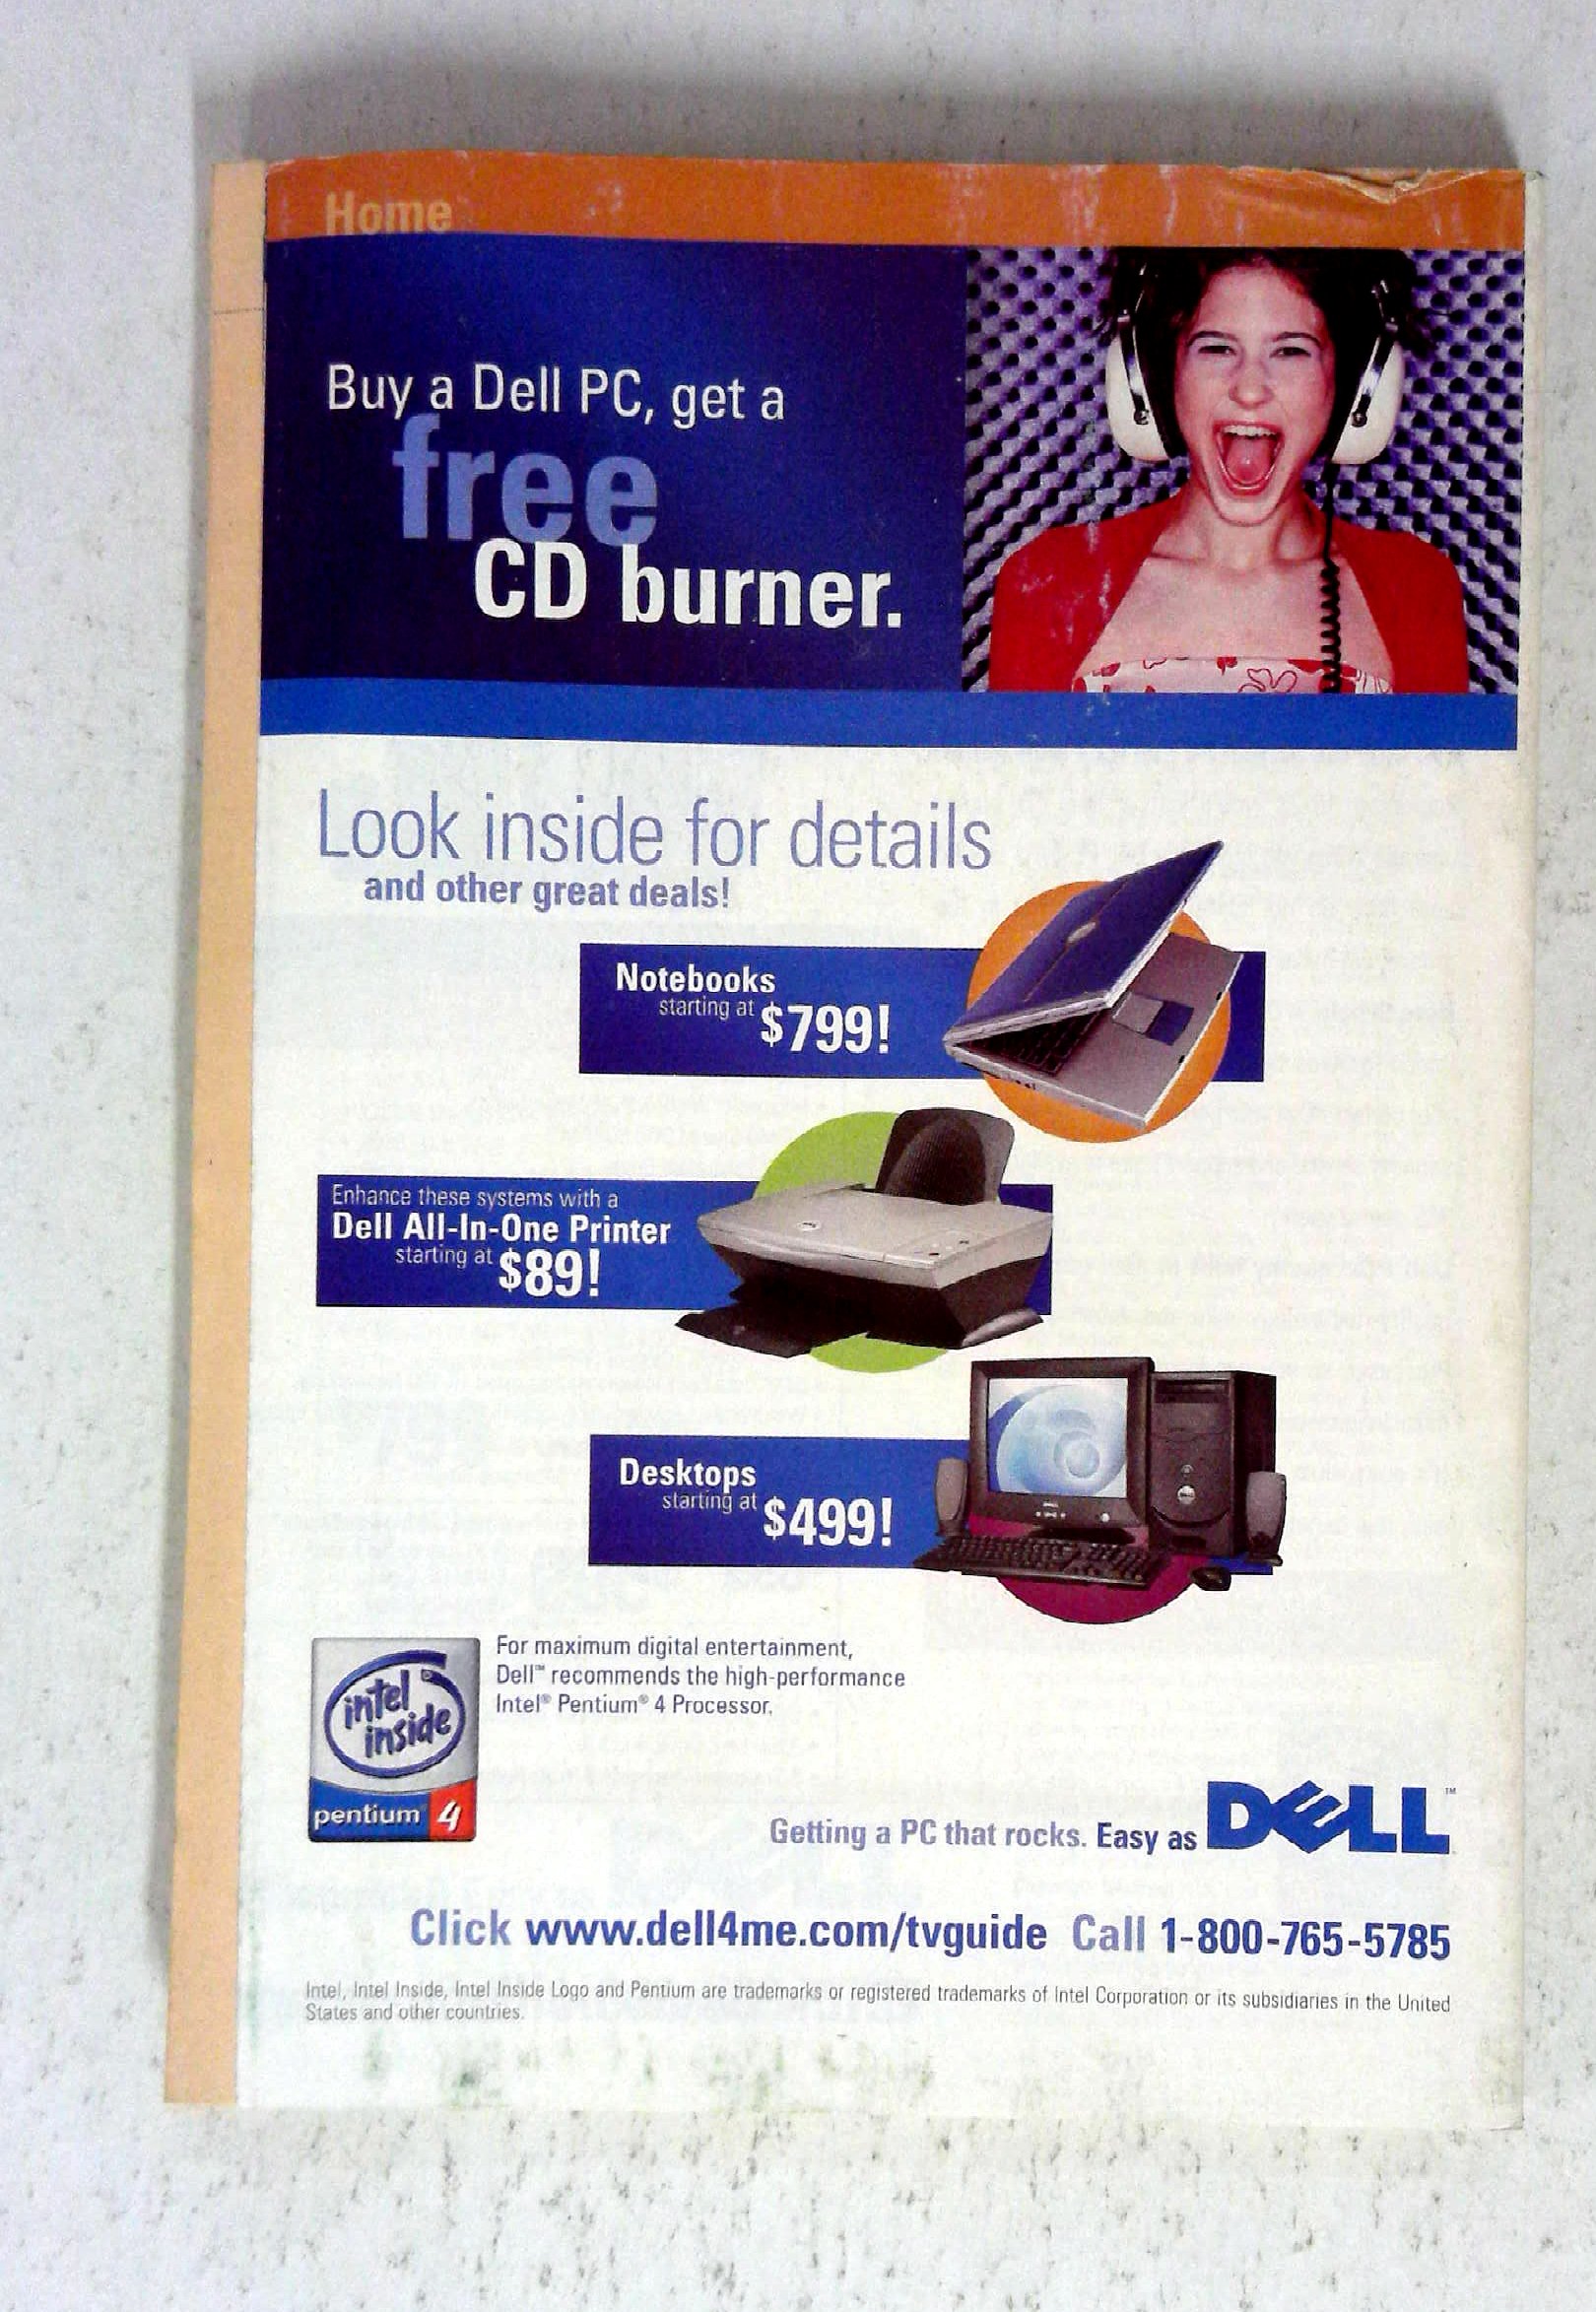 Home
Buy a Dell PC, get a
free
CD burner.
Look inside for details
and other great deals!
Notebooks
starting at $799!
Enhance these systems with a
Dell All-In-One Printer
starting at $89!
Desktops
starting at $499!
intel
inside
pentium 4
For maximum digital entertainment,
Dell™ recommends the high-performance
Intel® Pentium® 4 Processor.
Getting a PC that rocks. Easy as DELL™
Click www.dell4me.com/tvguide Call 1-800-765-5785
Intel, Intel Inside, Intel Inside Logo and Pentium are trademarks or registered trademarks of Intel Corporation or its subsidiaries in the United
States and other countries.